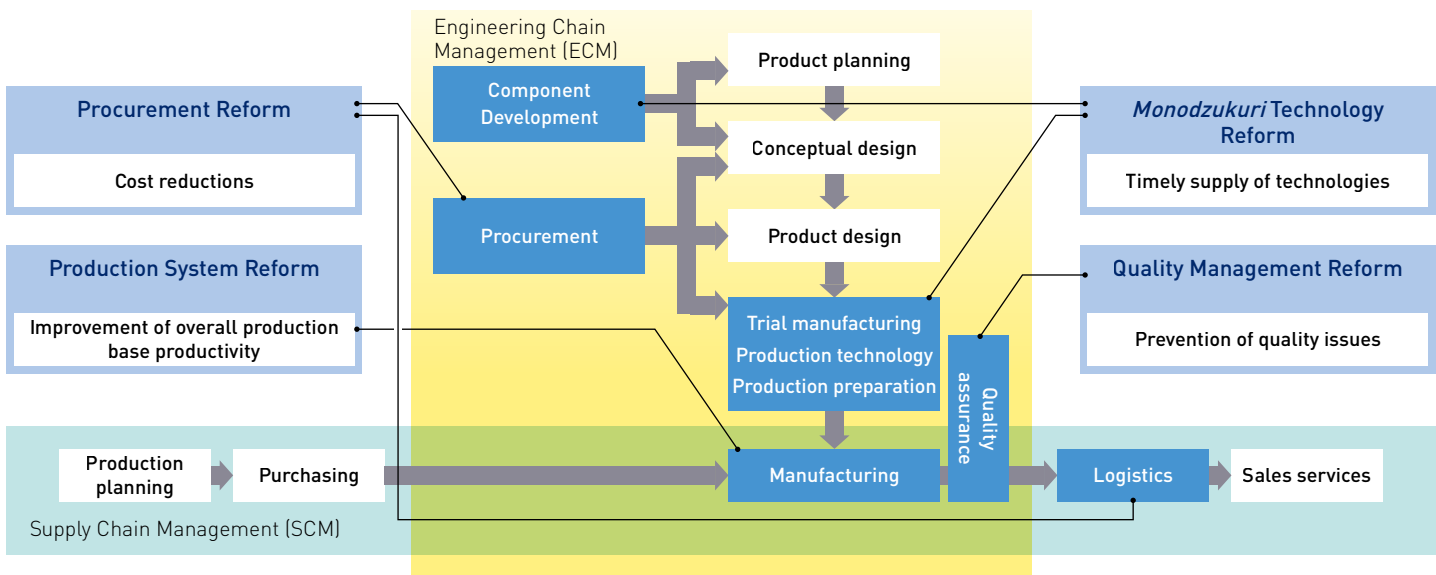 Engineering Chain
Management (ECM)
Component
Development
Procurement
Product planning
Conceptual design
Product design
Trial manufacturing
Production technology
Production preparation
Quality
assurance
Procurement Reform
Cost reductions
Production System Reform
Improvement of overall production
base productivity
Monodzukuri Technology
Reform
Timely supply of technologies
Quality Management Reform
Prevention of quality issues
Production
planning
Purchasing
Manufacturing
Logistics
Sales services
Supply Chain Management (SCM)